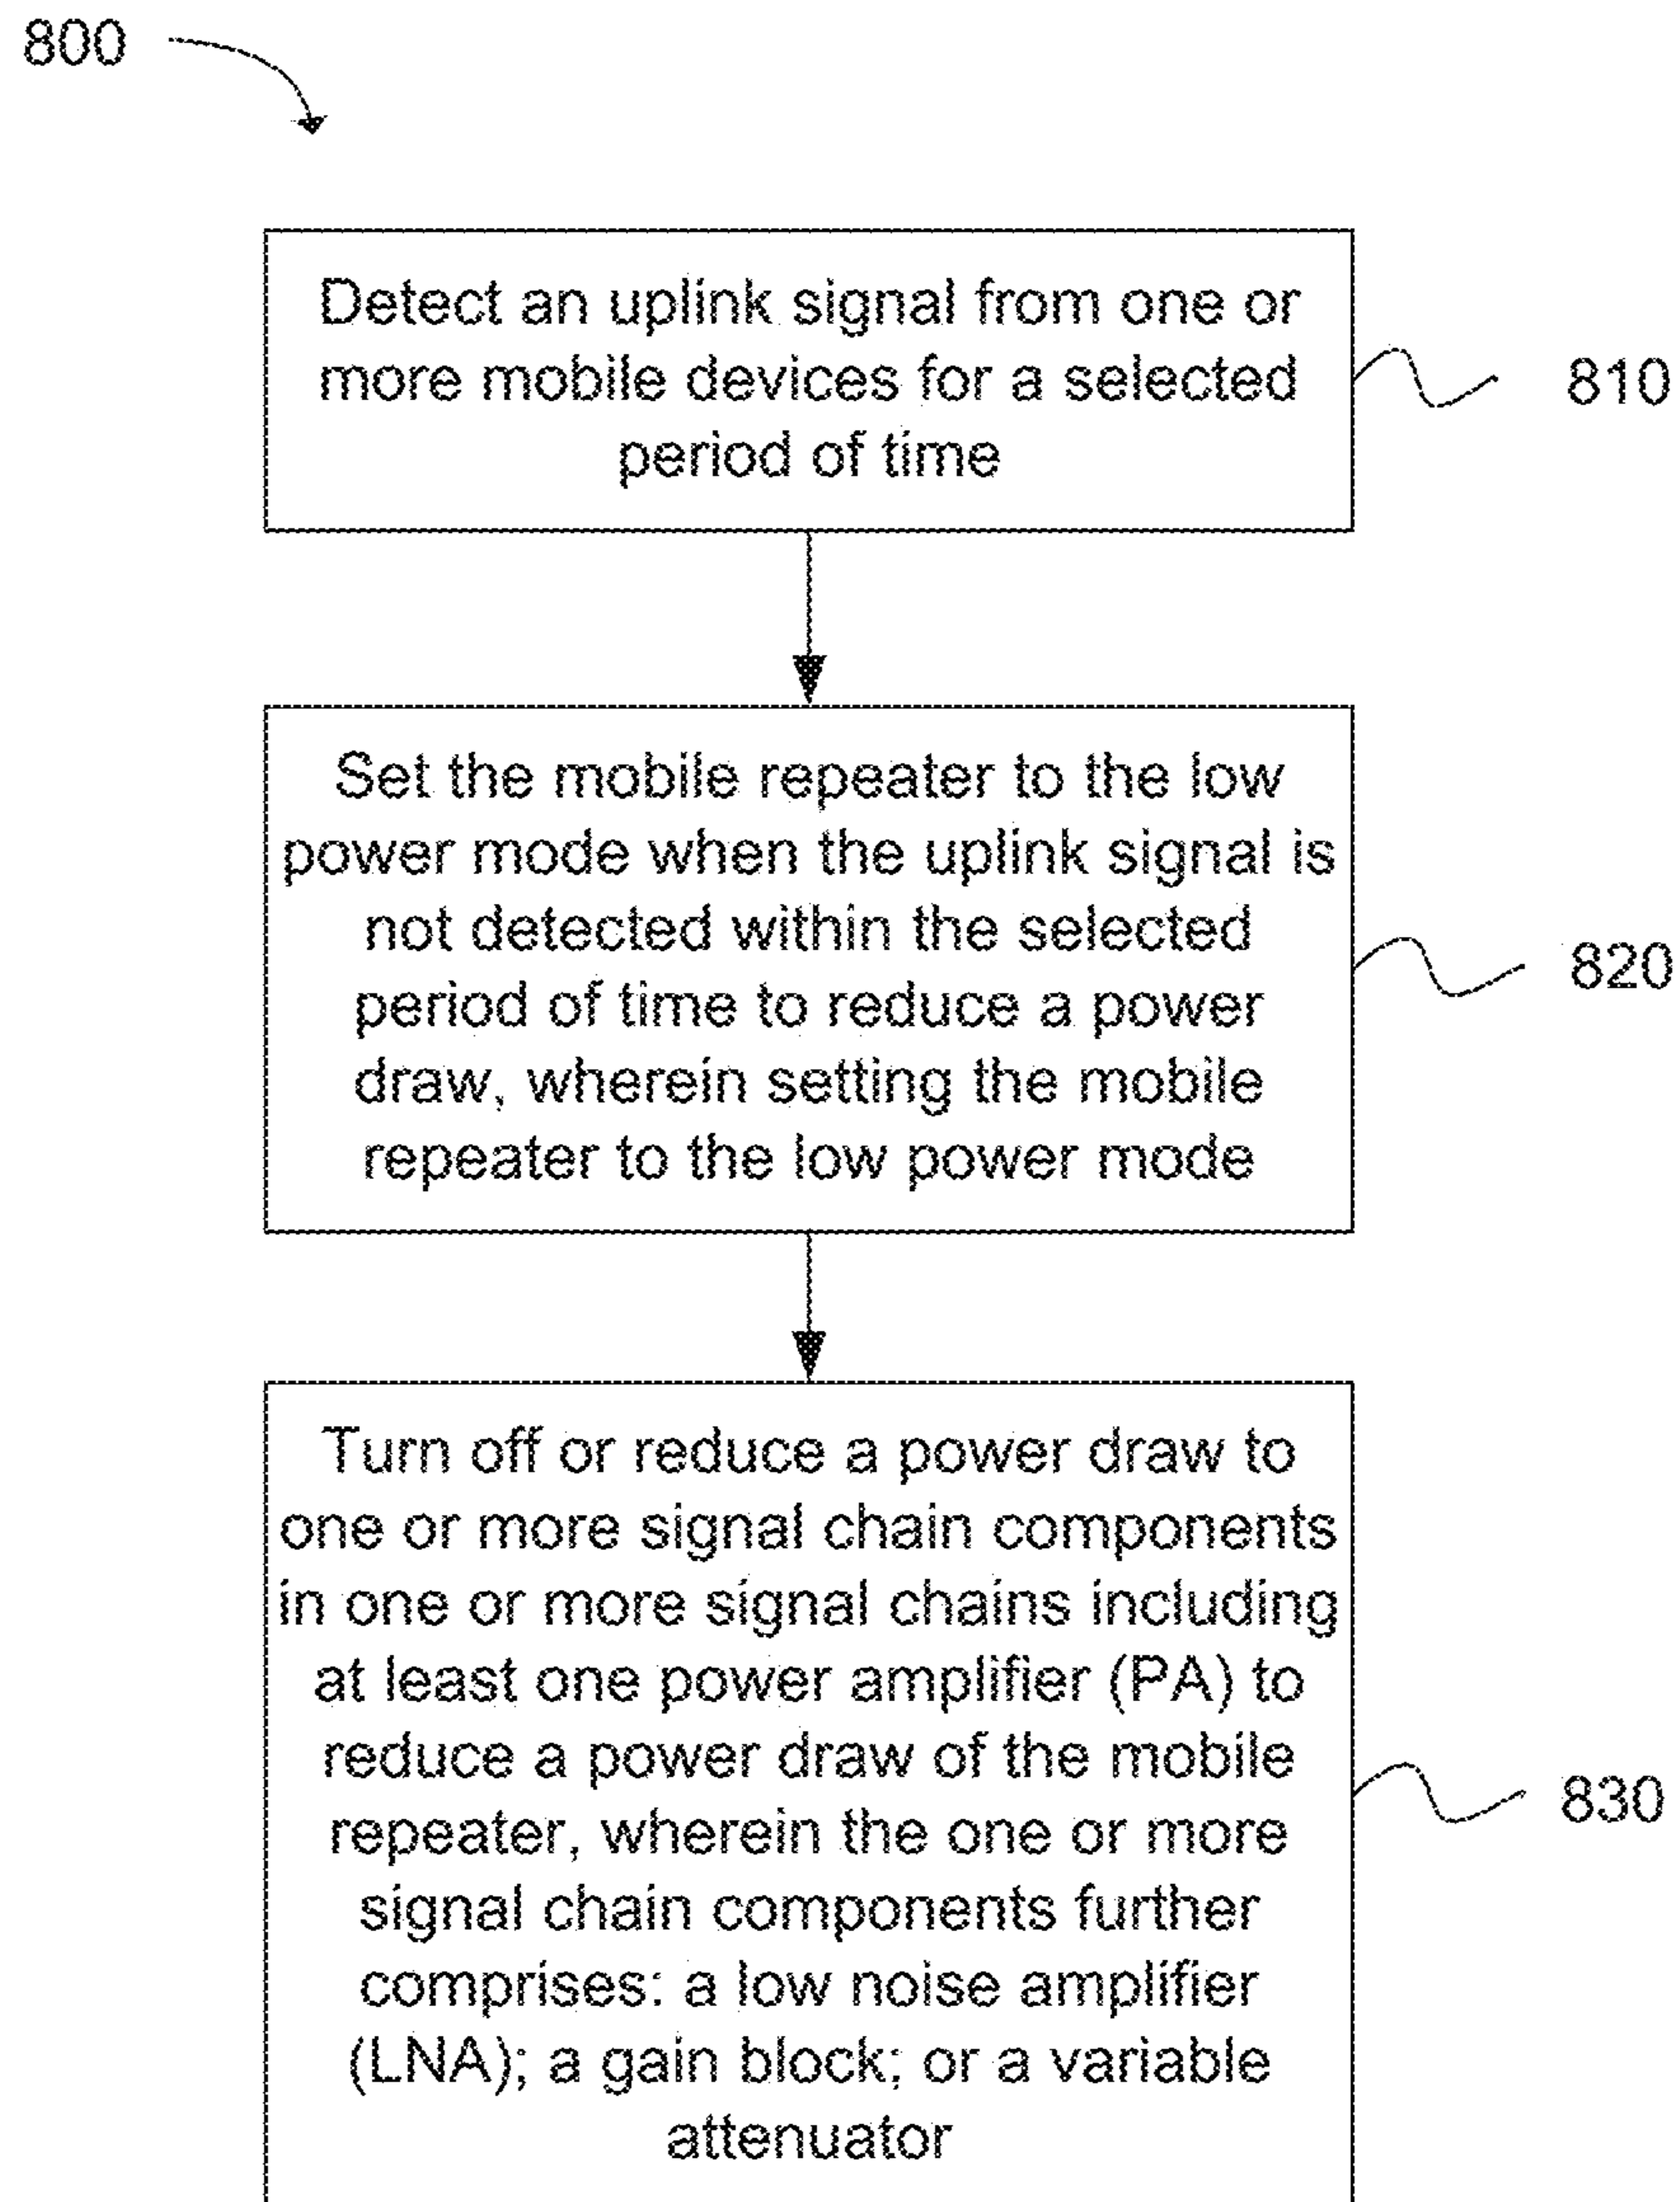 800
Detect an uplink signal from one or
more mobile devices for a selected
period of time
810
Set the mobile repeater to the low
power mode when the uplink signal is
not detected within the selected
period of time to reduce a power
draw, wherein setting the mobile
repeater to the low power mode
820
Turn off or reduce a power draw to
one or more signal chain components
in one or more signal chains including
at least one power amplifier (PA) to
reduce a power draw of the mobile
repeater, wherein the one or more
signal chain components further
comprises: a low noise amplifier
(LNA); a gain block; or a variable
attenuator
830